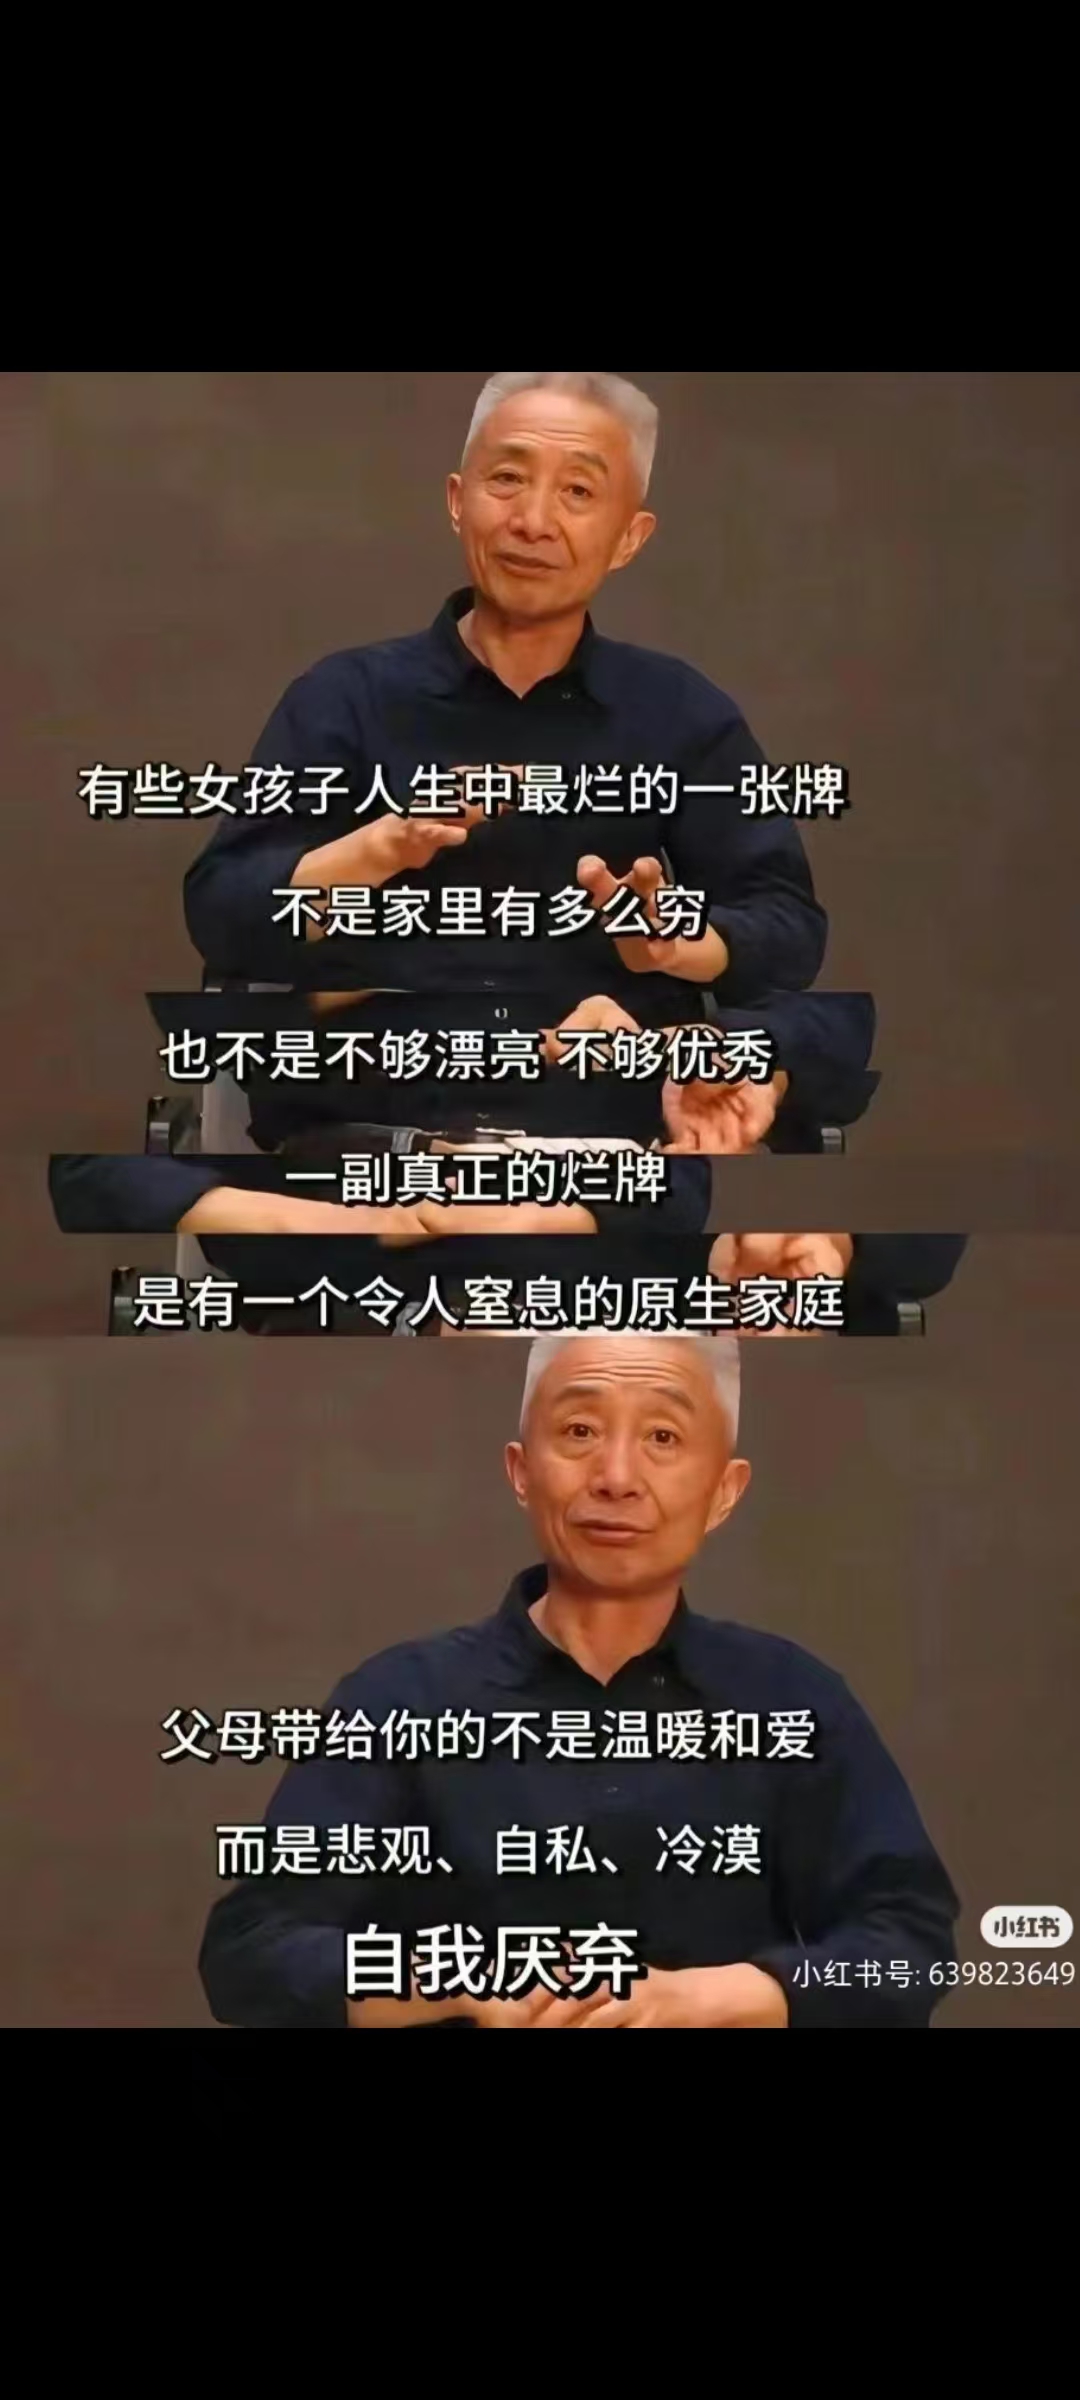 有些女孩子人生中最烂的一张牌
不是家里有多么穷
也不是不够漂亮 不够优秀
一副真正的烂牌
是有一个令人窒息的原生家庭
父母带给你的不是温暖和爱
而是悲观、自私、冷漠
自我厌弃
小红书
小红书号: 639823649